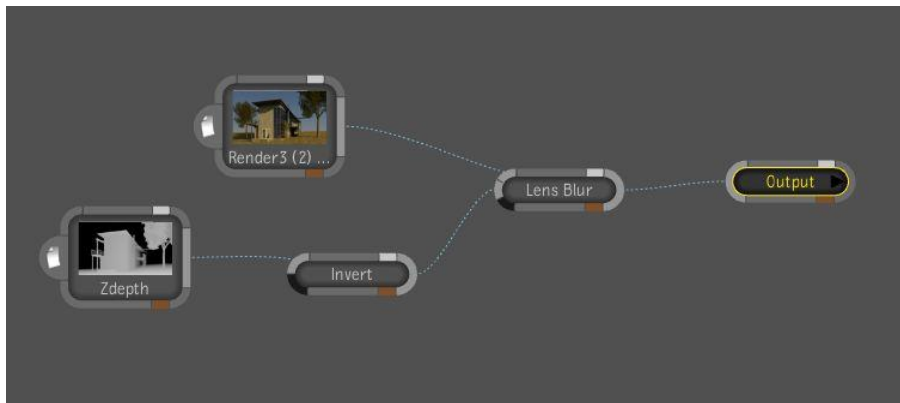 Render3 (2) ...
Lens Blur
Output
Zdepth
Invert